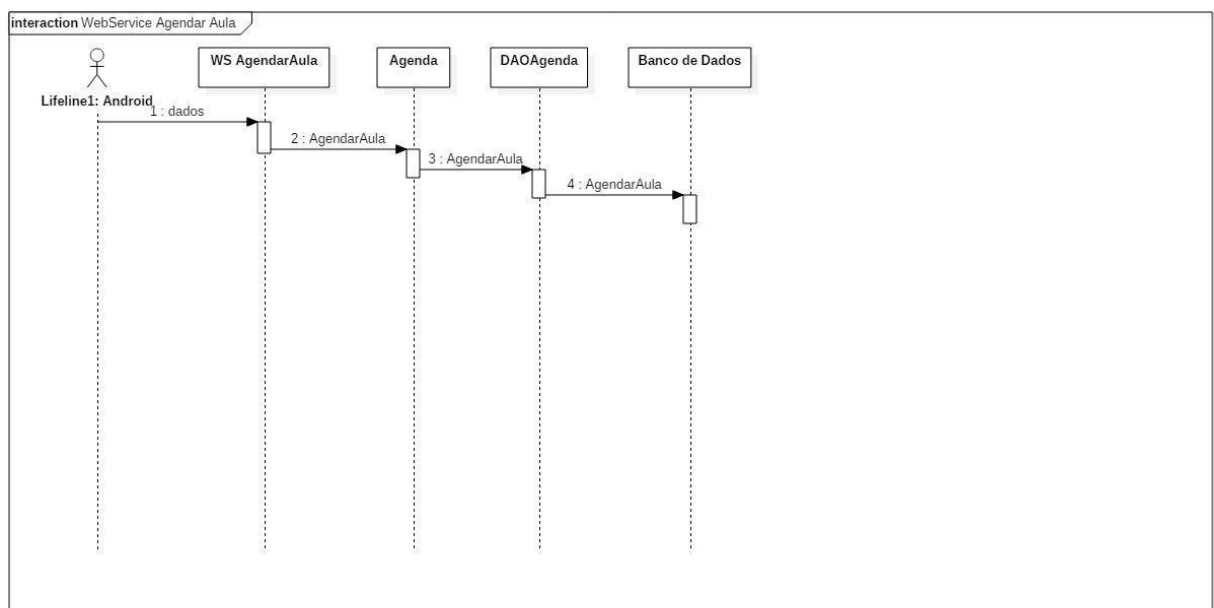 interaction WebService Agendar Aula
WS AgendarAula
Agenda
DAOAgenda
Banco de Dados
Lifeline1: Android
1 : dados
2 : AgendarAula
3 : AgendarAula
4 : AgendarAula